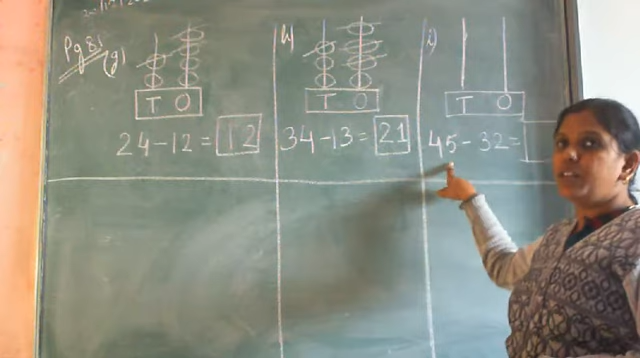 Pg 81
(g)
T O
24-12=12
h)
T O
34-13=21
i)
T O
45-32=